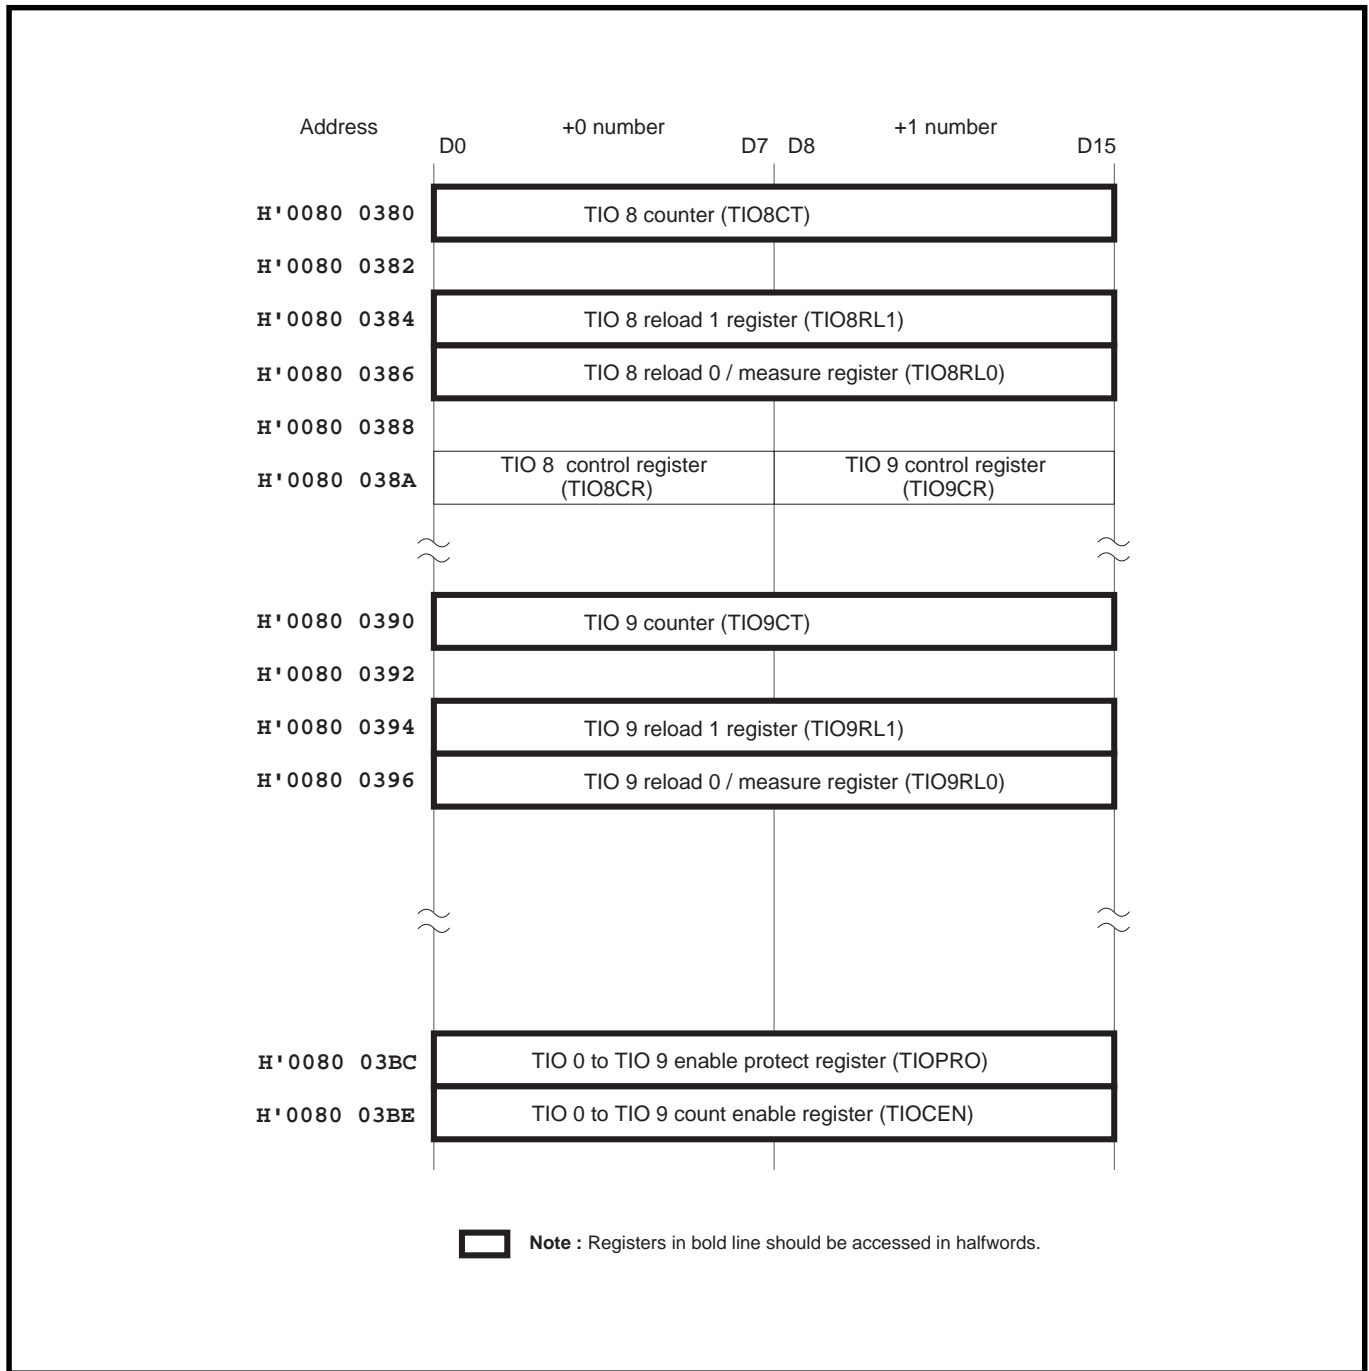 Address +0 number +1 number
D0 D7 D8 D15
H'0080 0380 TIO 8 counter (TIO8CT)
H'0080 0382
H'0080 0384 TIO 8 reload 1 register (TIO8RL1)
H'0080 0386 TIO 8 reload 0 / measure register (TIO8RL0)
H'0080 0388
H'0080 038A TIO 8 control register (TIO8CR) TIO 9 control register (TIO9CR)
H'0080 0390 TIO 9 counter (TIO9CT)
H'0080 0392
H'0080 0394 TIO 9 reload 1 register (TIO9RL1)
H'0080 0396 TIO 9 reload 0 / measure register (TIO9RL0)
H'0080 03BC TIO 0 to TIO 9 enable protect register (TIOPRO)
H'0080 03BE TIO 0 to TIO 9 count enable register (TIOCEN)
Note : Registers in bold line should be accessed in halfwords.